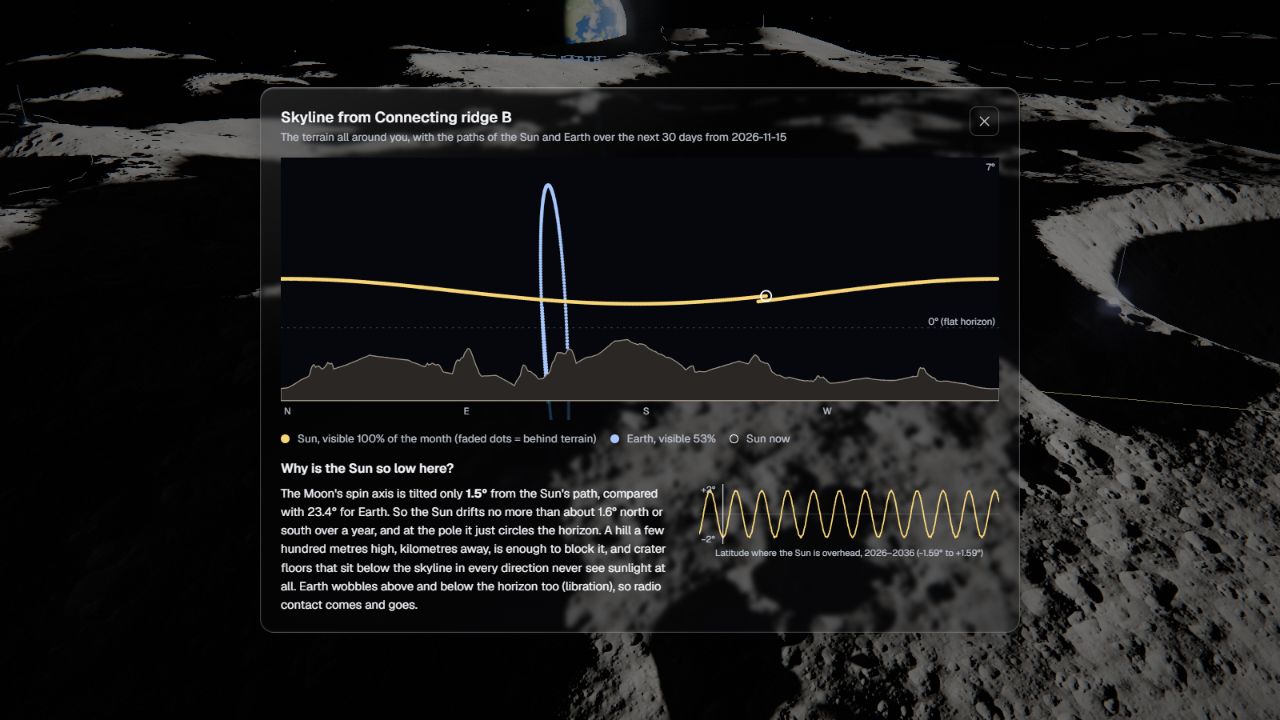 EARTH
Skyline from Connecting ridge B
The terrain all around you, with the paths of the Sun and Earth over the next 30 days from 2026-11-15
7°
0° (flat horizon)
N E S W
Sun, visible 100% of the month (faded dots = behind terrain) Earth, visible 53% Sun now
Why is the Sun so low here?
The Moon's spin axis is tilted only 1.5° from the Sun's path, compared
with 23.4° for Earth. So the Sun drifts no more than about 1.6° north or
south over a year, and at the pole it just circles the horizon. A hill a few
hundred metres high, kilometres away, is enough to block it, and crater
floors that sit below the skyline in every direction never see sunlight at
all. Earth wobbles above and below the horizon too (libration), so radio
contact comes and goes.
+2°
-2°
Latitude where the Sun is overhead, 2026–2036 (-1.59° to +1.59°)